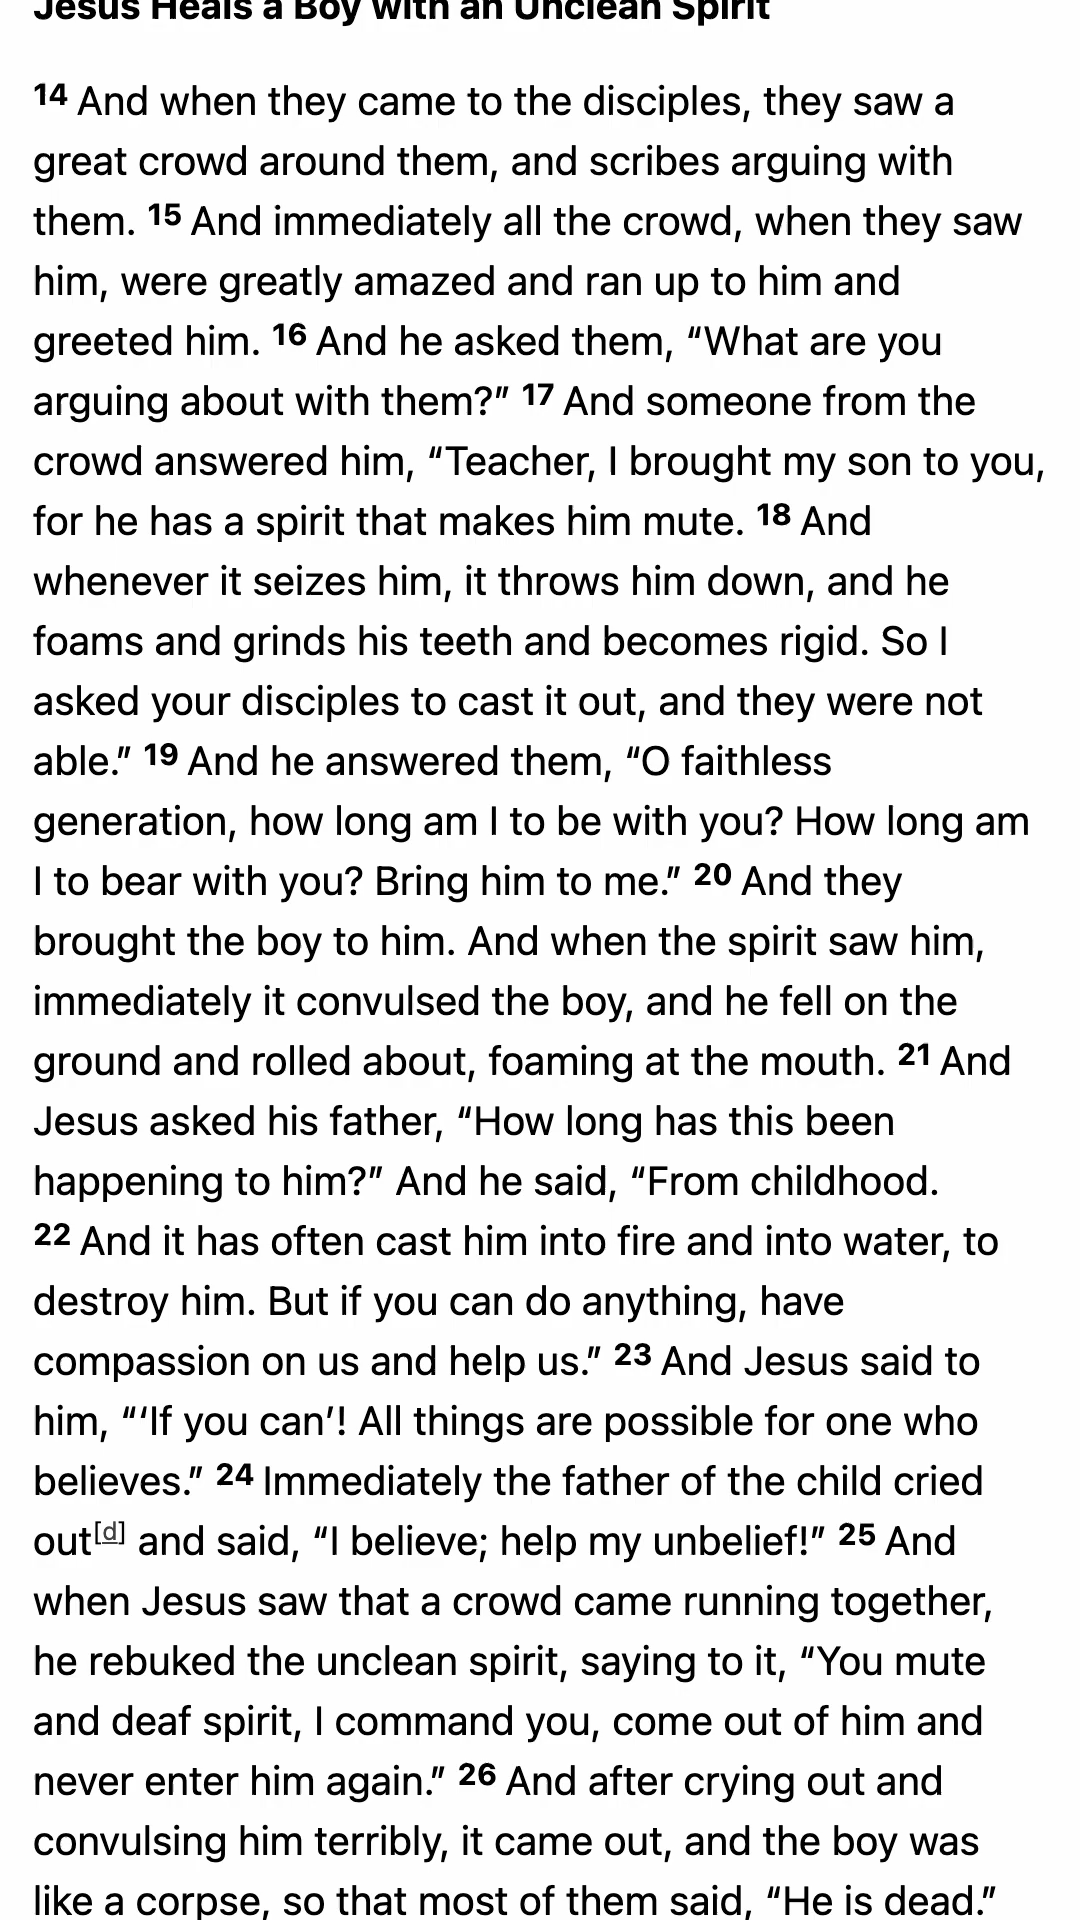 Jesus Heals a Boy with an Unclean Spirit
14 And when they came to the disciples, they saw a
great crowd around them, and scribes arguing with
them. 15 And immediately all the crowd, when they saw
him, were greatly amazed and ran up to him and
greeted him. 16 And he asked them, “What are you
arguing about with them?” 17 And someone from the
crowd answered him, “Teacher, I brought my son to you,
for he has a spirit that makes him mute. 18 And
whenever it seizes him, it throws him down, and he
foams and grinds his teeth and becomes rigid. So I
asked your disciples to cast it out, and they were not
able.” 19 And he answered them, “O faithless
generation, how long am I to be with you? How long am
I to bear with you? Bring him to me.” 20 And they
brought the boy to him. And when the spirit saw him,
immediately it convulsed the boy, and he fell on the
ground and rolled about, foaming at the mouth. 21 And
Jesus asked his father, “How long has this been
happening to him?” And he said, “From childhood.
22 And it has often cast him into fire and into water, to
destroy him. But if you can do anything, have
compassion on us and help us.” 23 And Jesus said to
him, “‘If you can’! All things are possible for one who
believes.” 24 Immediately the father of the child cried
out[d] and said, “I believe; help my unbelief!” 25 And
when Jesus saw that a crowd came running together,
he rebuked the unclean spirit, saying to it, “You mute
and deaf spirit, I command you, come out of him and
never enter him again.” 26 And after crying out and
convulsing him terribly, it came out, and the boy was
like a corpse, so that most of them said, “He is dead.”